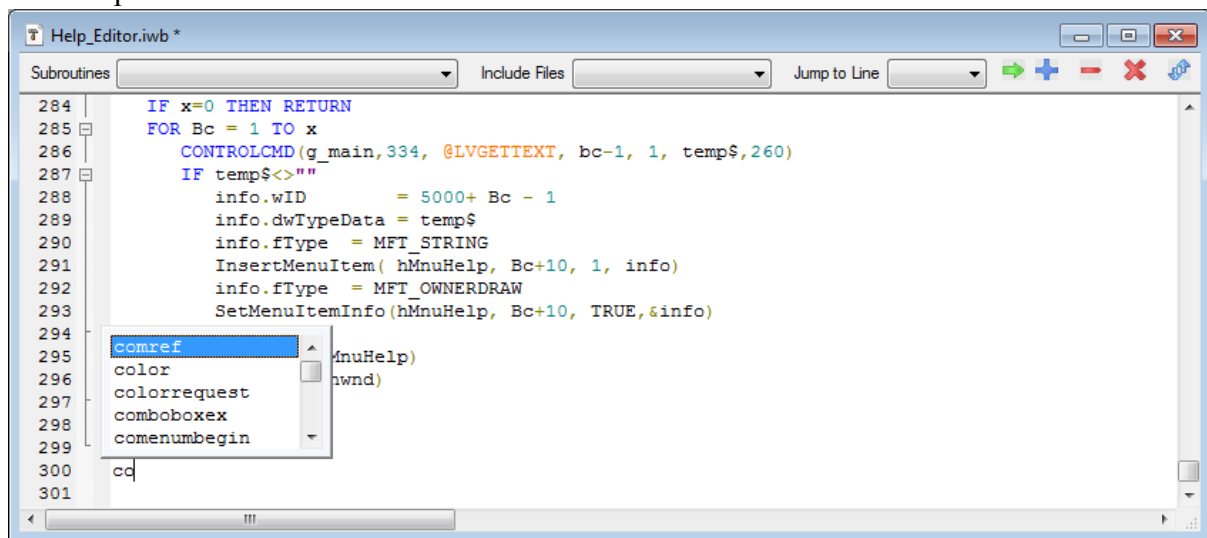 Help_Editor.iwb *
Subroutines Include Files Jump to Line
284 IF x=0 THEN RETURN
285 FOR Bc = 1 TO x
286 CONTROLCMD(g_main,334, @LVGETTEXT, bc-1, 1, temp$,260)
287 IF temp$<>""
288 info.wID = 5000+ Bc - 1
289 info.dwTypeData = temp$
290 info.fType = MFT_STRING
291 InsertMenuItem( hMnuHelp, Bc+10, 1, info)
292 info.fType = MFT_OWNERDRAW
293 SetMenuItemInfo(hMnuHelp, Bc+10, TRUE,&info)
294
comref
295 MnuHelp)
color
296 hwnd)
colorrequest
297
comboboxex
298
comenumbegin
299
300 co
301